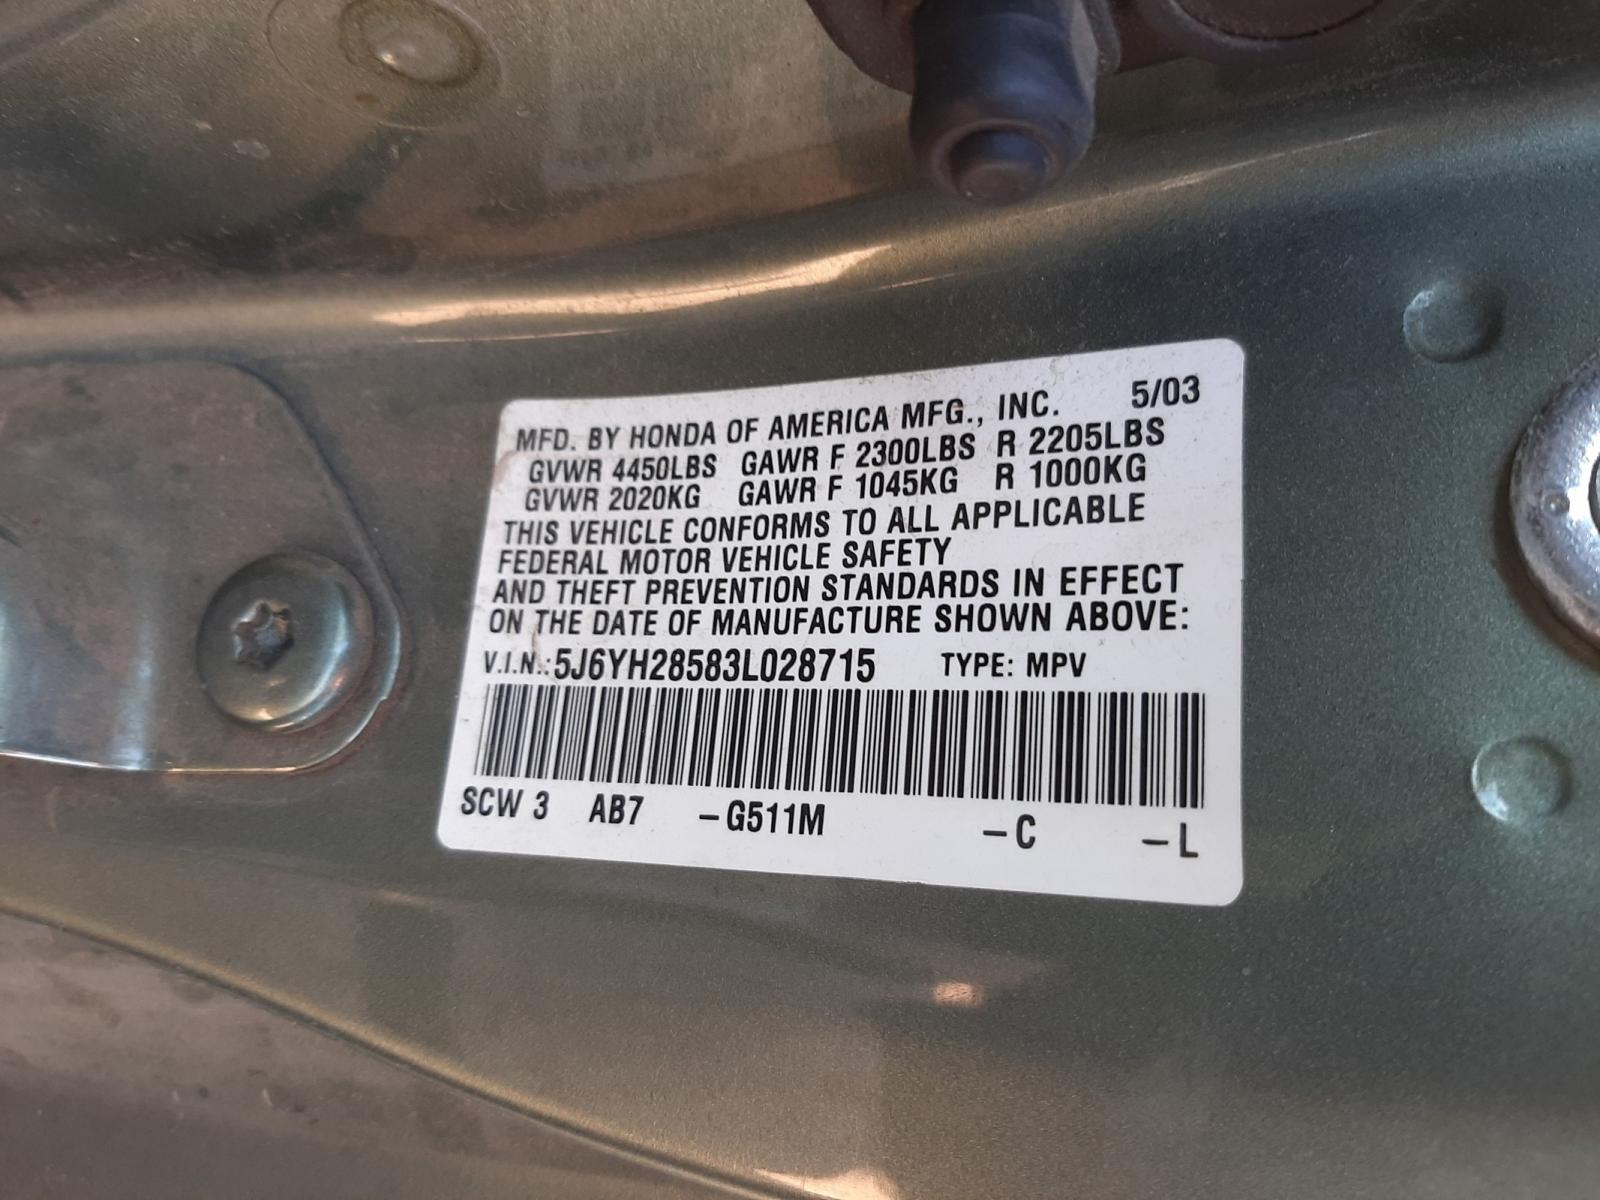 MFD. BY HONDA OF AMERICA MFG., INC. 5/03
GVWR 4450LBS GAWR F 2300LBS R 2205LBS
GVWR 2020KG GAWR F 1045KG R 1000KG
THIS VEHICLE CONFORMS TO ALL APPLICABLE
FEDERAL MOTOR VEHICLE SAFETY
AND THEFT PREVENTION STANDARDS IN EFFECT
ON THE DATE OF MANUFACTURE SHOWN ABOVE:
V.I.N.:5J6YH28583L028715 TYPE: MPV
SCW 3 AB7 –G511M –C –L